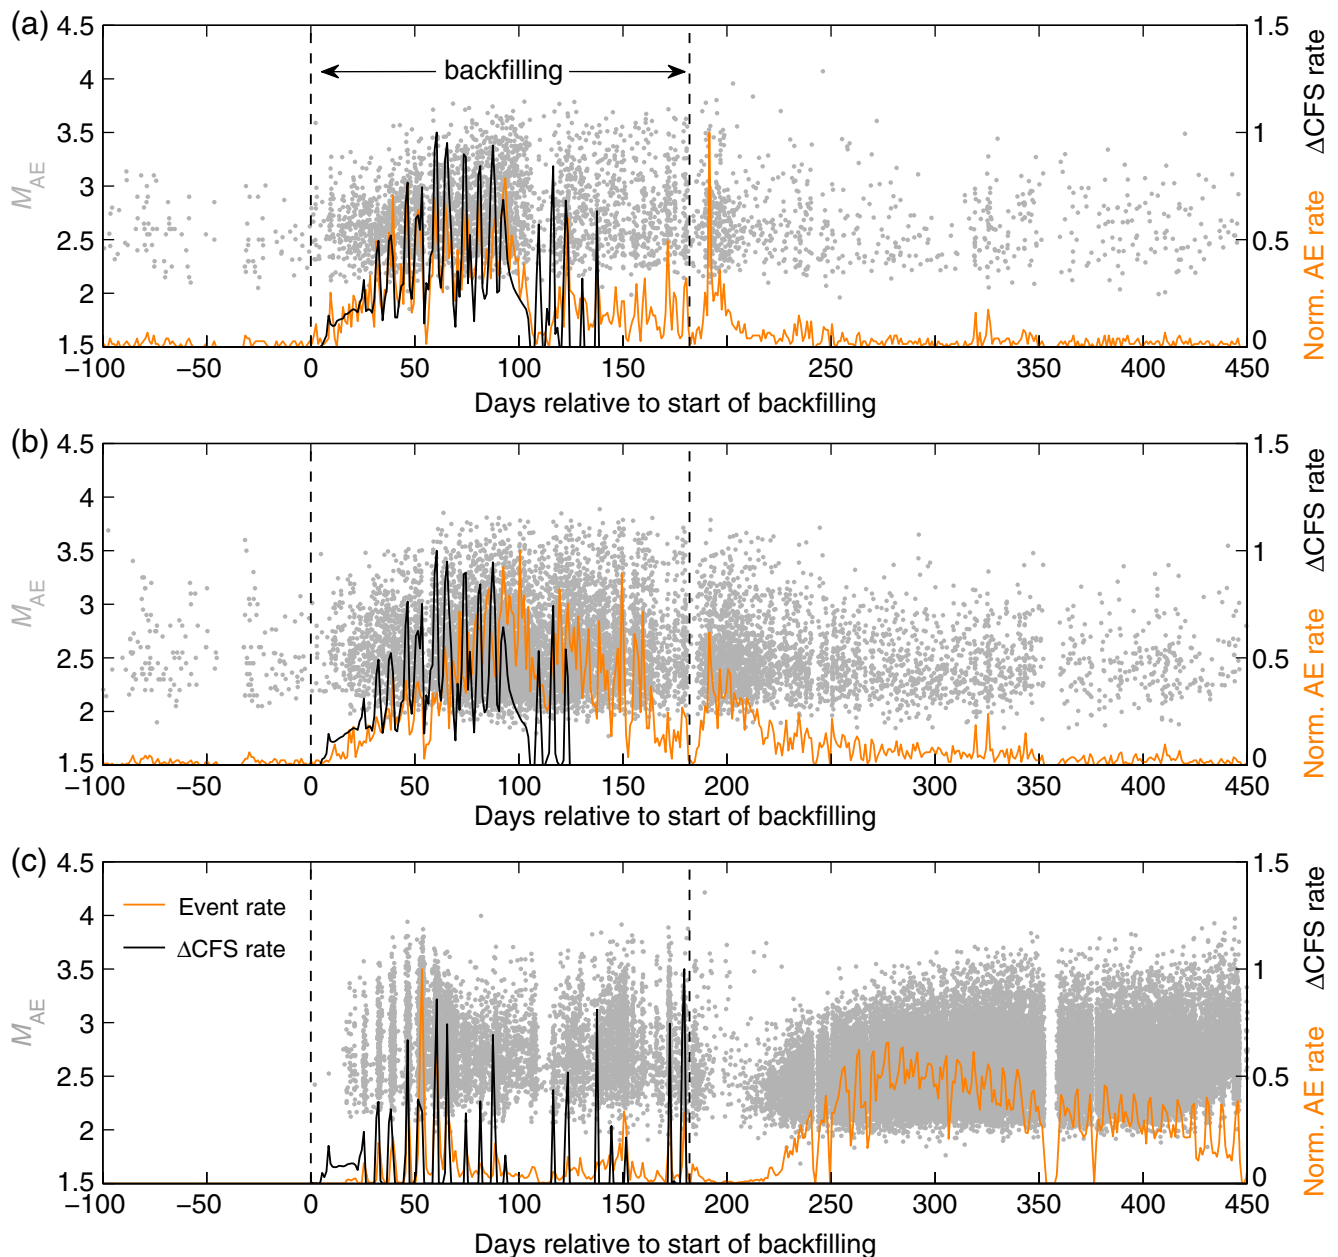 (a)
4.5
4
3.5
3
2.5
2
1.5
M_AE
backfilling
1.5
1
0.5
0
ΔCFS rate
Norm. AE rate
−100 −50 0 50 100 150 250 300 350 400 450
Days relative to start of backfilling
(b)
4.5
4
3.5
3
2.5
2
1.5
M_AE
1.5
1
0.5
0
ΔCFS rate
Norm. AE rate
−100 −50 0 50 100 150 200 250 300 350 400 450
Days relative to start of backfilling
(c)
4.5
4
3.5
3
2.5
2
1.5
M_AE
Event rate
ΔCFS rate
1.5
1
0.5
0
ΔCFS rate
Norm. AE rate
−100 −50 0 50 100 150 200 250 300 350 400 450
Days relative to start of backfilling